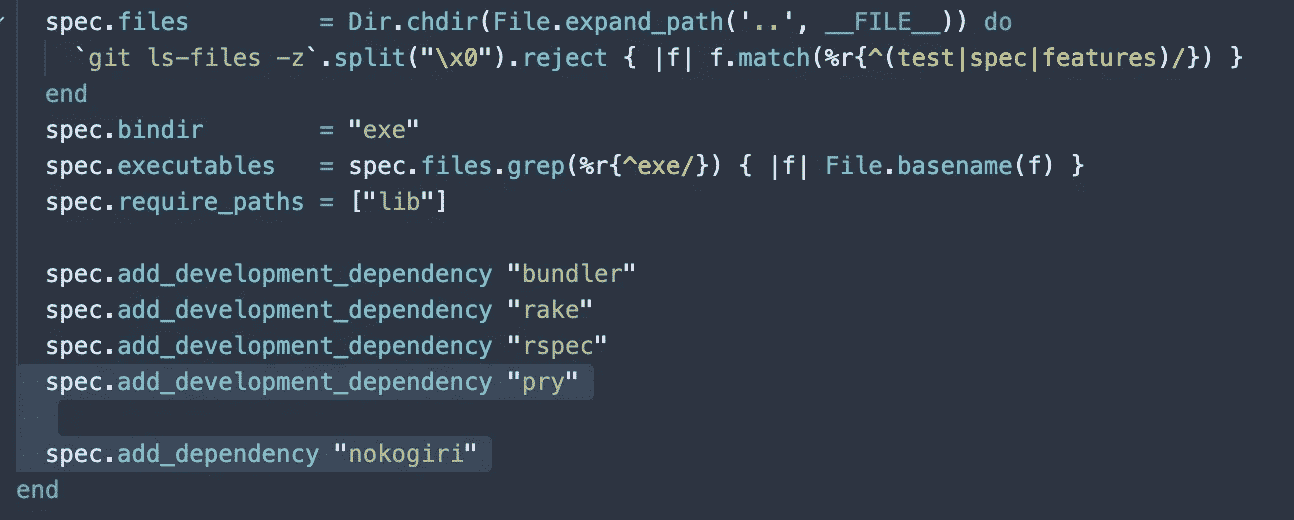 spec.files         = Dir.chdir(File.expand_path('..', __FILE__)) do
  `git ls-files -z`.split("\x0").reject { |f| f.match(%r{^(test|spec|features)/}) }
end
spec.bindir        = "exe"
spec.executables   = spec.files.grep(%r{^exe/}) { |f| File.basename(f) }
spec.require_paths = ["lib"]
spec.add_development_dependency "bundler"
spec.add_development_dependency "rake"
spec.add_development_dependency "rspec"
spec.add_development_dependency "pry"
spec.add_dependency "nokogiri"
end